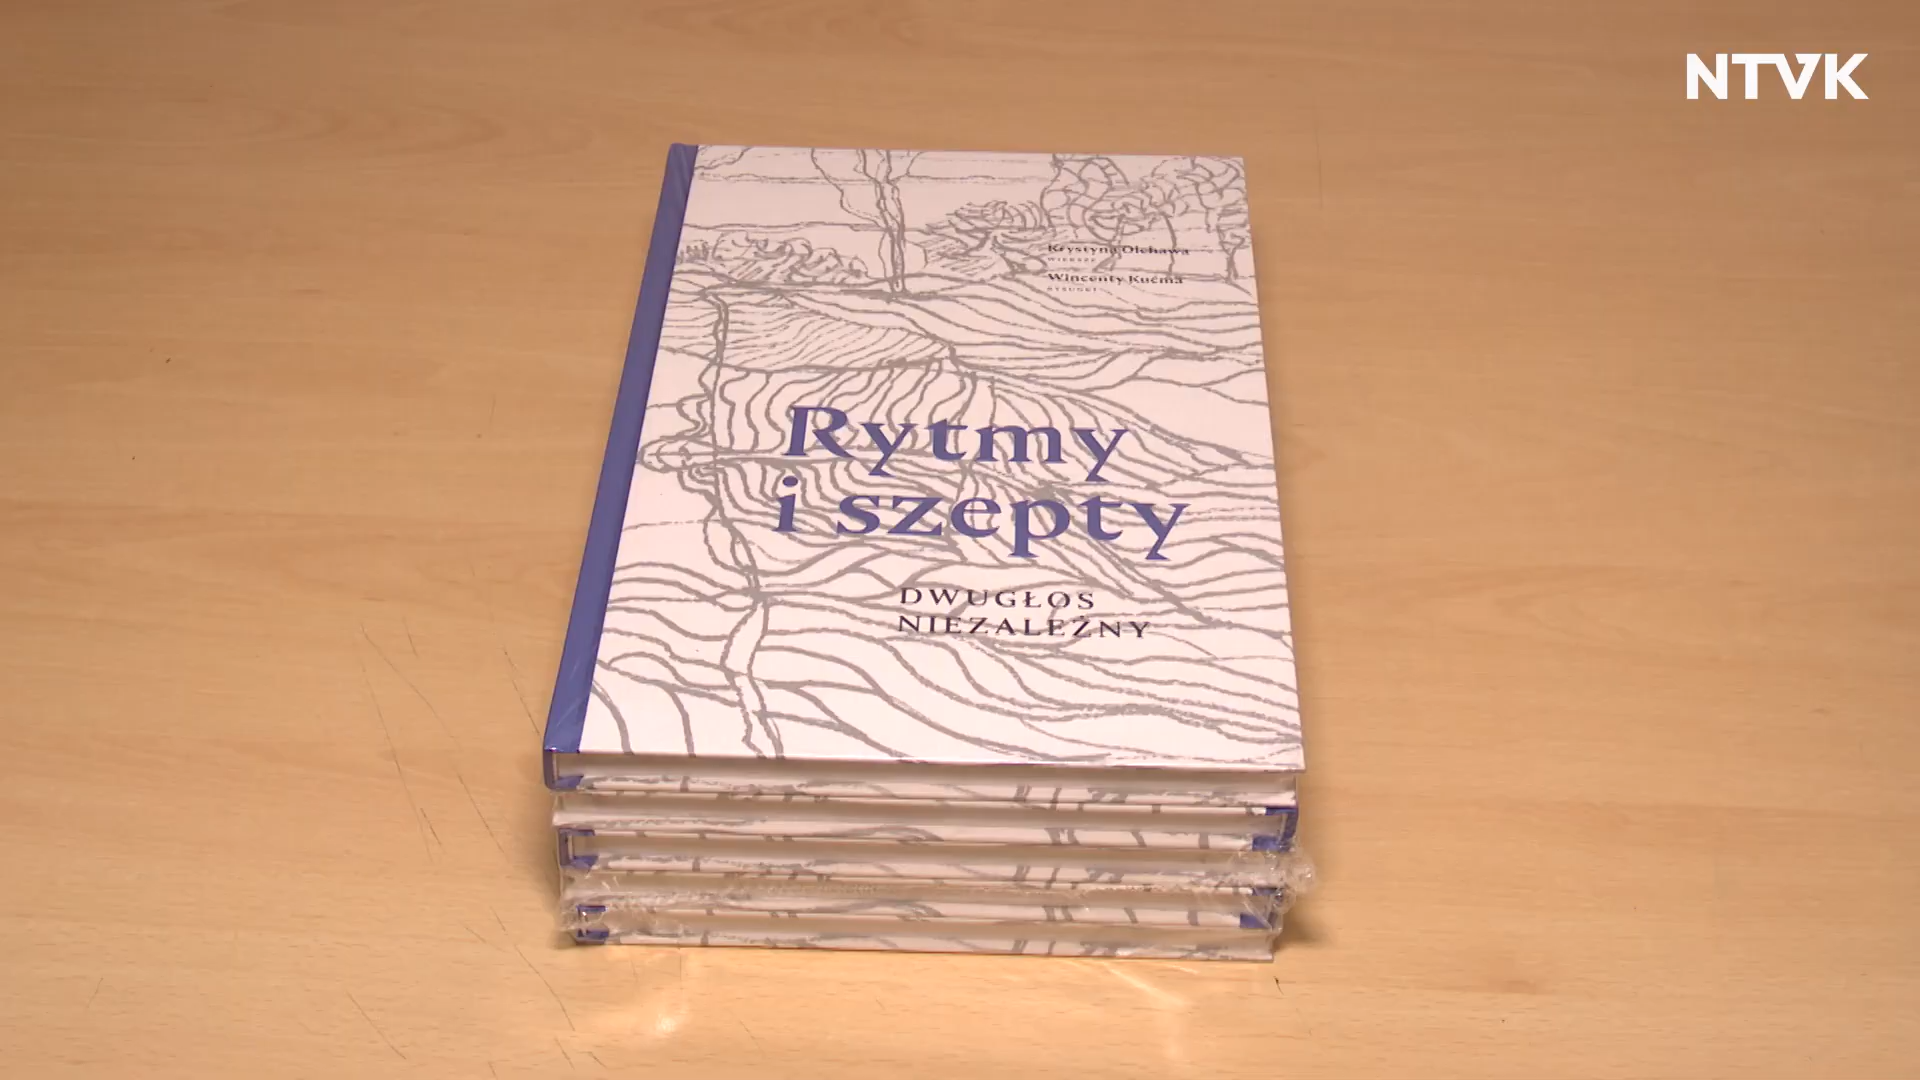 NTVK
Krystyna Olchawa
WIERSZE
Wincenty Kućma
RYSUNKI
Rytmy
i szepty
DWUGŁOS
NIEZALEŻNY